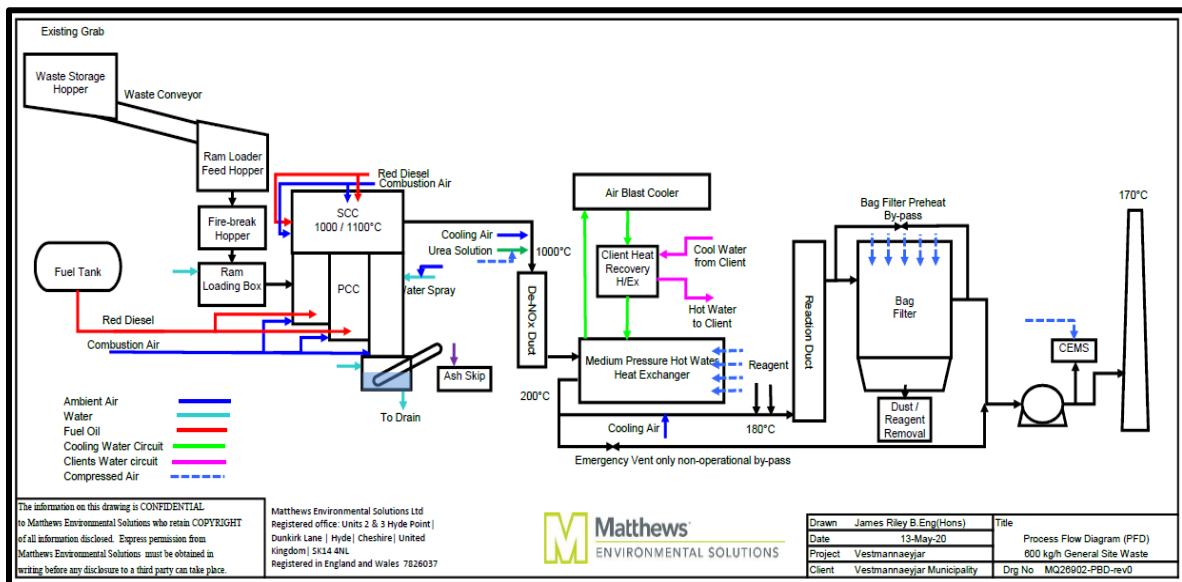 Existing Grab
Waste Storage
Hopper
Waste Conveyor
Ram Loader
Feed Hopper
Fire-break
Hopper
Ram
Loading Box
Fuel Tank
Red Diesel
Combustion Air
Red Diesel
Combustion Air
SCC
1000 / 1100°C
PCC
Water Spray
Cooling Air
Urea Solution
1000°C
De-NOx Duct
Ash Skip
To Drain
Air Blast Cooler
Client Heat
Recovery
H/Ex
Cool Water
from Client
Hot Water
to Client
Medium Pressure Hot Water
Heat Exchanger
200°C
Reagent
180°C
Cooling Air
Emergency Vent only non-operational by-pass
Reaction Duct
Bag Filter Preheat
By-pass
Bag
Filter
Dust /
Reagent
Removal
CEMS
170°C
Ambient Air
Water
Fuel Oil
Cooling Water Circuit
Clients Water circuit
Compressed Air
The information on this drawing is CONFIDENTIAL
to Matthews Environmental Solutions who retain COPYRIGHT
of all information disclosed. Express permission from
Matthews Environmental Solutions must be obtained in
writing before any disclosure to a third party can take place.
Matthews Environmental Solutions Ltd
Registered office: Units 2 & 3 Hyde Point|
Dunkirk Lane | Hyde| Cheshire| United
Kingdom| SK14 4NL
Registered in England and Wales 7826037
Matthews
ENVIRONMENTAL SOLUTIONS
Drawn James Riley B.Eng(Hons)
Date 13-May-20
Project Vestmannaeyjar
Client Vestmannaeyjar Municipality
Title
Process Flow Diagram (PFD)
600 kg/h General Site Waste
Drg No MQ26902-PBD-rev0